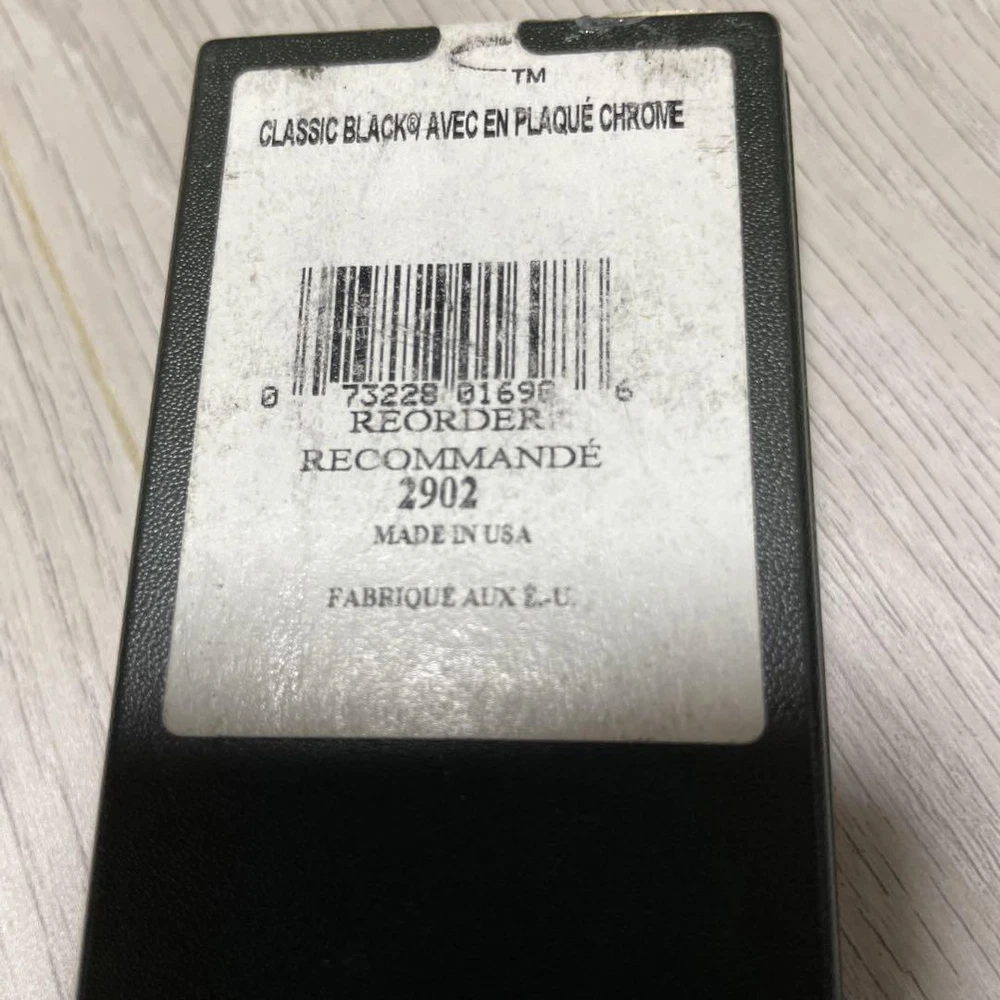 TM
CLASSIC BLACK® AVEC EN PLAQUÉ CHROME
0 73228 01690 6
REORDER
RECOMMANDÉ
2902
MADE IN USA
FABRIQUÉ AUX É.-U.